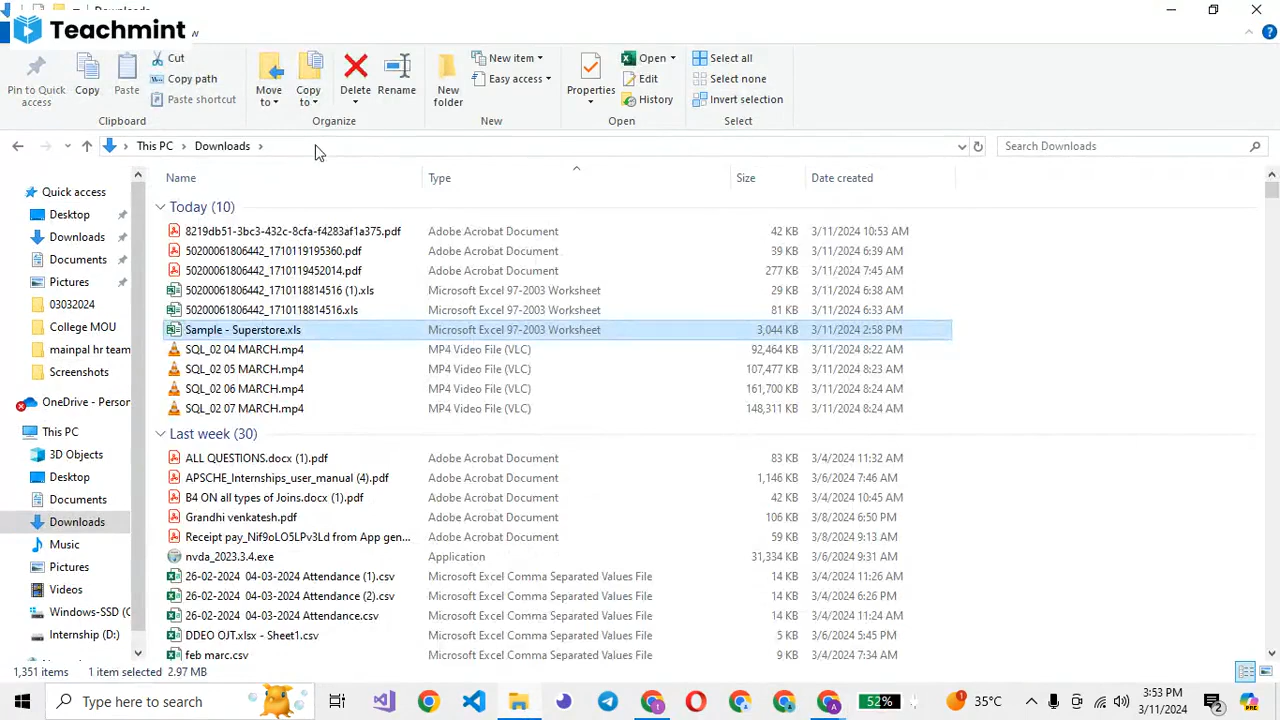 Downloads
Teachmint
Pin to Quick access
Copy
Paste
Cut
Copy path
Paste shortcut
Clipboard
Move to
Copy to
Delete
Rename
Organize
New folder
New item
Easy access
New
Properties
Open
Edit
History
Open
Select all
Select none
Invert selection
Select
This PC
Downloads
Search Downloads
Name Type Size Date created
Quick access
Desktop
Downloads
Documents
Pictures
03032024
College MOU
mainpal hr team
Screenshots
OneDrive - Person
This PC
3D Objects
Desktop
Documents
Downloads
Music
Pictures
Videos
Windows-SSD (C
Internship (D:)
Today (10)
8219db51-3bc3-432c-8cfa-f4283af1a375.pdf Adobe Acrobat Document 42 KB 3/11/2024 10:53 AM
50200061806442_1710119195360.pdf Adobe Acrobat Document 39 KB 3/11/2024 6:39 AM
50200061806442_1710119452014.pdf Adobe Acrobat Document 277 KB 3/11/2024 7:45 AM
50200061806442_1710118814516 (1).xls Microsoft Excel 97-2003 Worksheet 29 KB 3/11/2024 6:38 AM
50200061806442_1710118814516.xls Microsoft Excel 97-2003 Worksheet 81 KB 3/11/2024 6:33 AM
Sample - Superstore.xls Microsoft Excel 97-2003 Worksheet 3,044 KB 3/11/2024 2:58 PM
SQL_02 04 MARCH.mp4 MP4 Video File (VLC) 92,464 KB 3/11/2024 8:22 AM
SQL_02 05 MARCH.mp4 MP4 Video File (VLC) 107,477 KB 3/11/2024 8:23 AM
SQL_02 06 MARCH.mp4 MP4 Video File (VLC) 161,700 KB 3/11/2024 8:24 AM
SQL_02 07 MARCH.mp4 MP4 Video File (VLC) 148,311 KB 3/11/2024 8:24 AM
Last week (30)
ALL QUESTIONS.docx (1).pdf Adobe Acrobat Document 83 KB 3/4/2024 11:32 AM
APSCHE_Internships_user_manual (4).pdf Adobe Acrobat Document 1,146 KB 3/6/2024 7:46 AM
B4 ON all types of Joins.docx (1).pdf Adobe Acrobat Document 42 KB 3/4/2024 10:45 AM
Grandhi venkatesh.pdf Adobe Acrobat Document 106 KB 3/8/2024 6:50 PM
Receipt pay_Nif9oLO5LPv3Ld from App gen... Adobe Acrobat Document 59 KB 3/8/2024 9:13 AM
nvda_2023.3.4.exe Application 31,334 KB 3/6/2024 9:31 AM
26-02-2024 04-03-2024 Attendance (1).csv Microsoft Excel Comma Separated Values File 14 KB 3/4/2024 11:26 AM
26-02-2024 04-03-2024 Attendance (2).csv Microsoft Excel Comma Separated Values File 14 KB 3/4/2024 6:26 PM
26-02-2024 04-03-2024 Attendance.csv Microsoft Excel Comma Separated Values File 14 KB 3/4/2024 11:24 AM
DDEO OJT.xlsx - Sheet1.csv Microsoft Excel Comma Separated Values File 5 KB 3/6/2024 5:45 PM
feb marc.csv Microsoft Excel Comma Separated Values File 9 KB 3/4/2024 7:34 AM
1,351 items 1 item selected 2.97 MB
Type here to search
52%
35°C
3:53 PM
3/11/2024
2